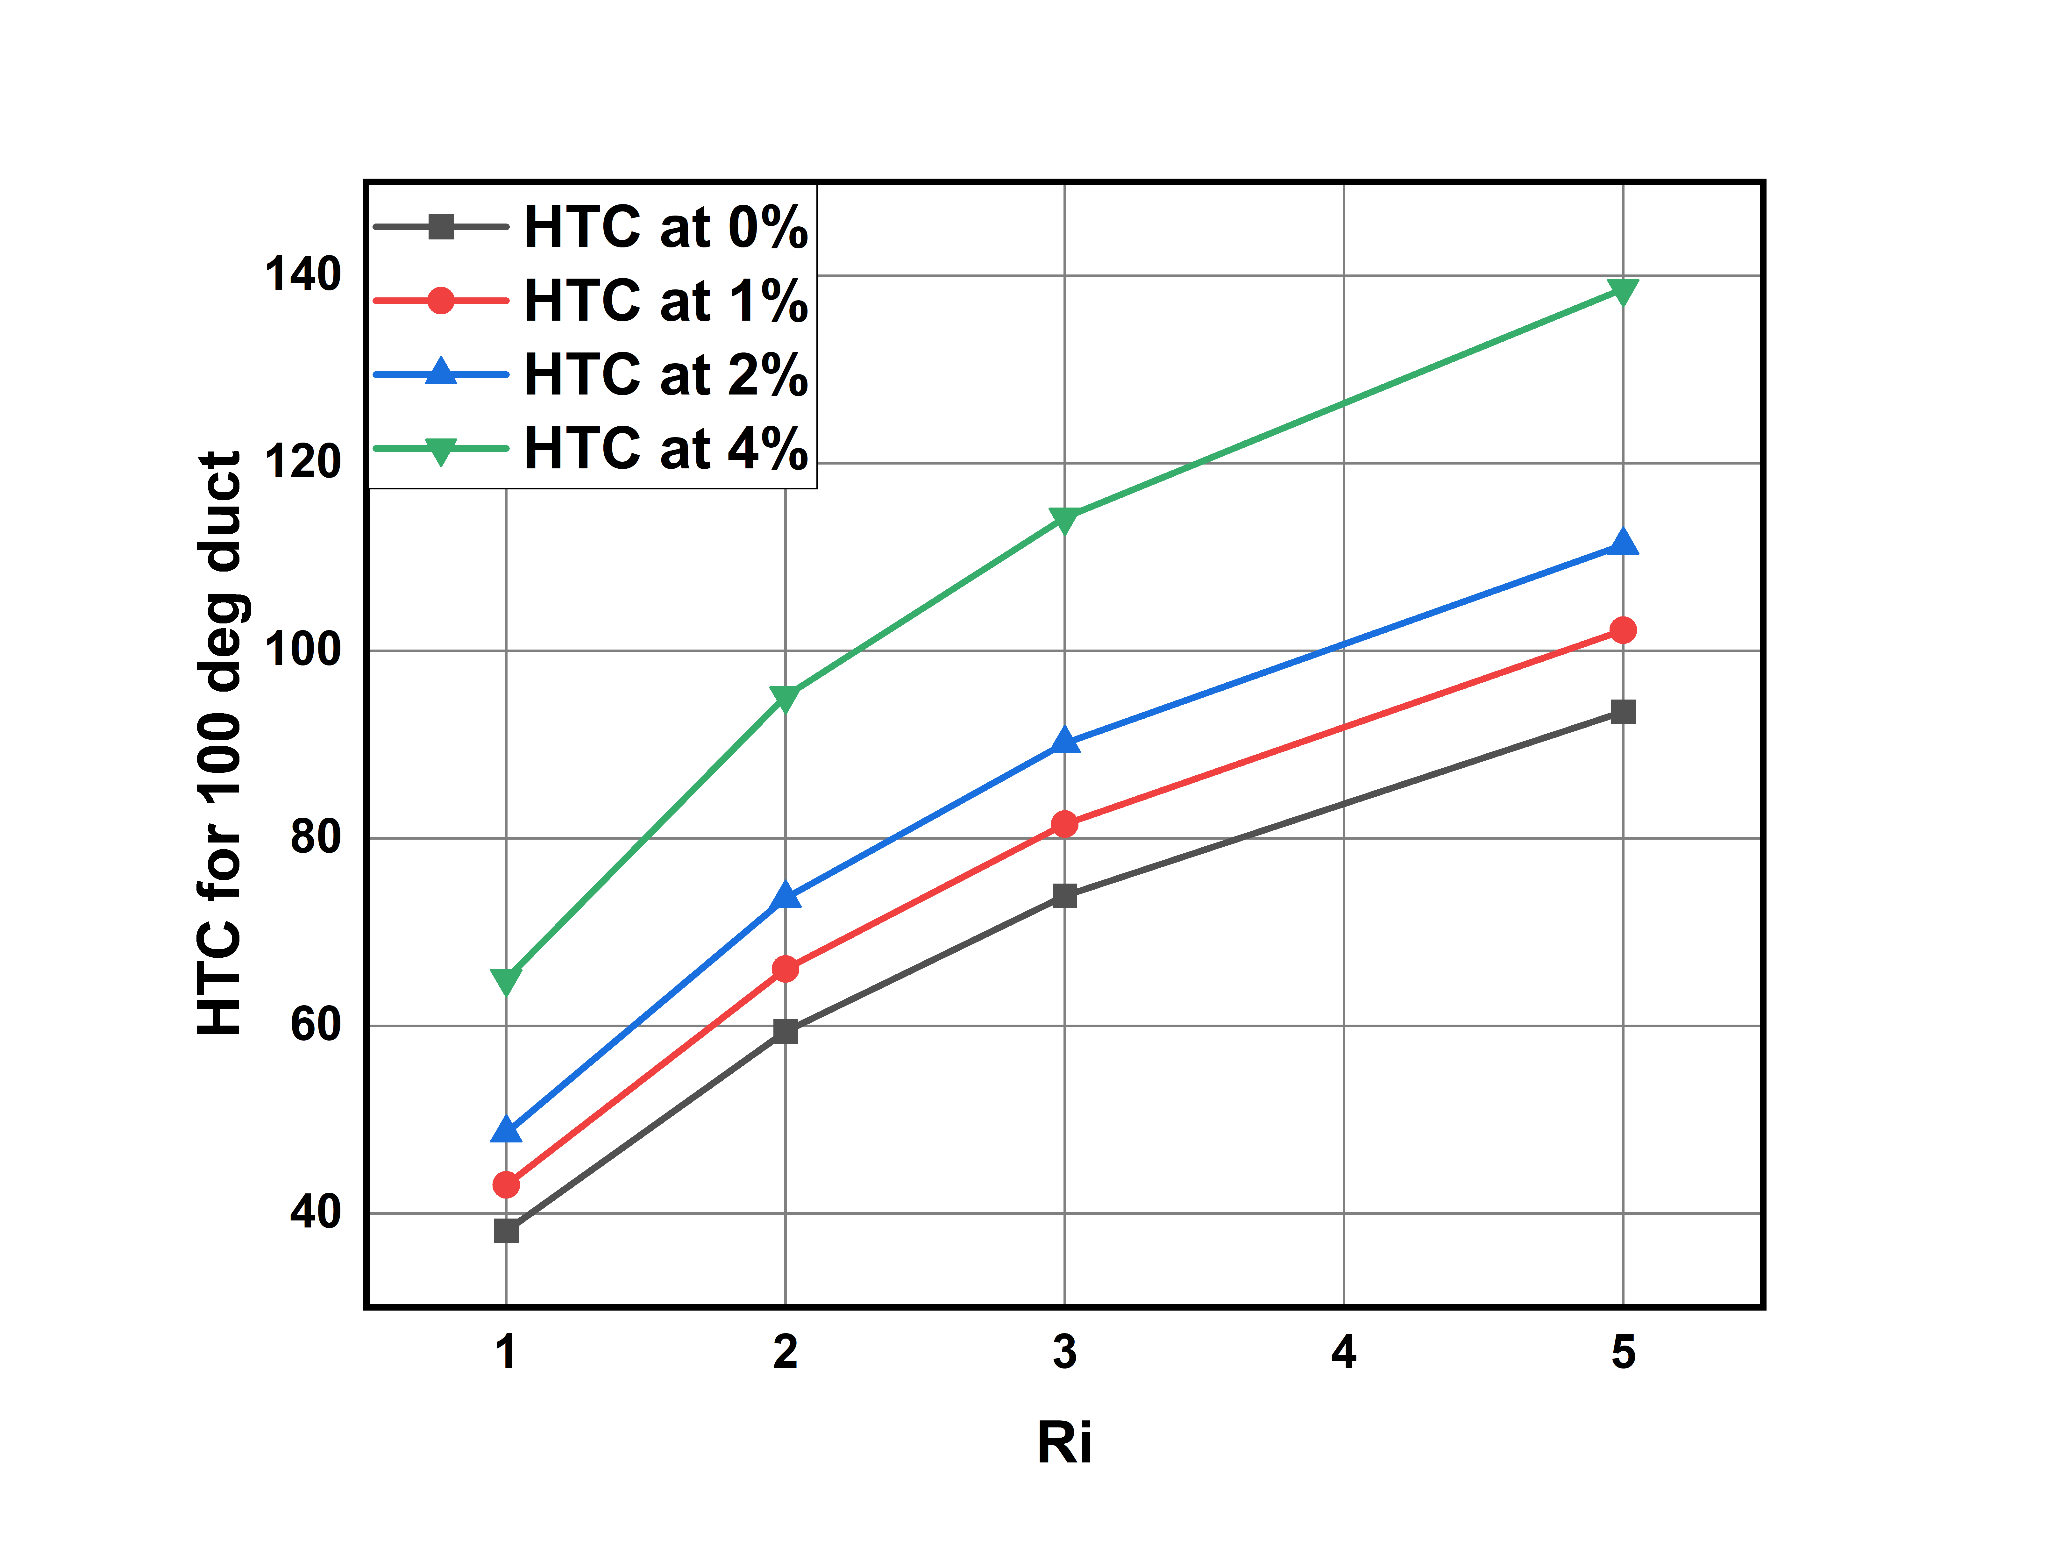 HTC at 0%
HTC at 1%
HTC at 2%
HTC at 4%
HTC for 100 deg duct
140
120
100
80
60
40
1 2 3 4 5
Ri